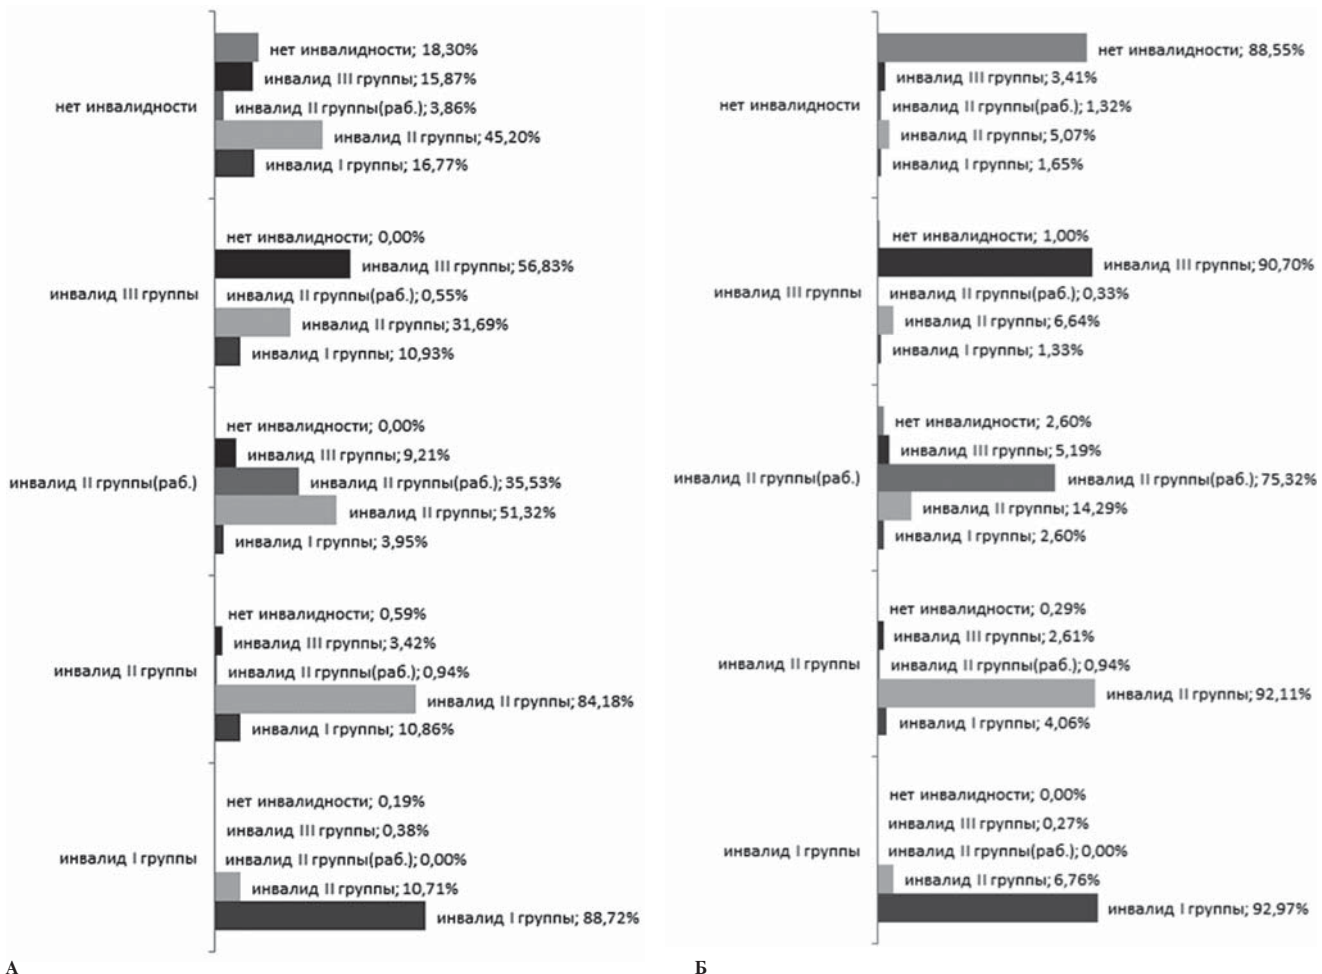 нет инвалидности; 18,30%
инвалид III группы; 15,87%
нет инвалидности
инвалид II группы(раб.); 3,86%
инвалид II группы; 45,20%
инвалид I группы; 16,77%
нет инвалидности; 0,00%
инвалид III группы; 56,83%
инвалид III группы
инвалид II группы(раб.); 0,55%
инвалид II группы; 31,69%
инвалид I группы; 10,93%
нет инвалидности; 0,00%
инвалид III группы; 9,21%
инвалид II группы(раб.)
инвалид II группы(раб.); 35,53%
инвалид II группы; 51,32%
инвалид I группы; 3,95%
нет инвалидности; 0,59%
инвалид III группы; 3,42%
инвалид II группы
инвалид II группы(раб.); 0,94%
инвалид II группы; 84,18%
инвалид I группы; 10,86%
нет инвалидности; 0,19%
инвалид III группы; 0,38%
инвалид I группы
инвалид II группы(раб.); 0,00%
инвалид II группы; 10,71%
инвалид I группы; 88,72%
А
нет инвалидности; 88,55%
инвалид III группы; 3,41%
нет инвалидности
инвалид II группы(раб.); 1,32%
инвалид II группы; 5,07%
инвалид I группы; 1,65%
нет инвалидности; 1,00%
инвалид III группы; 90,70%
инвалид III группы
инвалид II группы(раб.); 0,33%
инвалид II группы; 6,64%
инвалид I группы; 1,33%
нет инвалидности; 2,60%
инвалид III группы; 5,19%
инвалид II группы(раб.)
инвалид II группы(раб.); 75,32%
инвалид II группы; 14,29%
инвалид I группы; 2,60%
нет инвалидности; 0,29%
инвалид III группы; 2,61%
инвалид II группы
инвалид II группы(раб.); 0,94%
инвалид II группы; 92,11%
инвалид I группы; 4,06%
нет инвалидности; 0,00%
инвалид III группы; 0,27%
инвалид I группы
инвалид II группы(раб.); 0,00%
инвалид II группы; 6,76%
инвалид I группы; 92,97%
Б